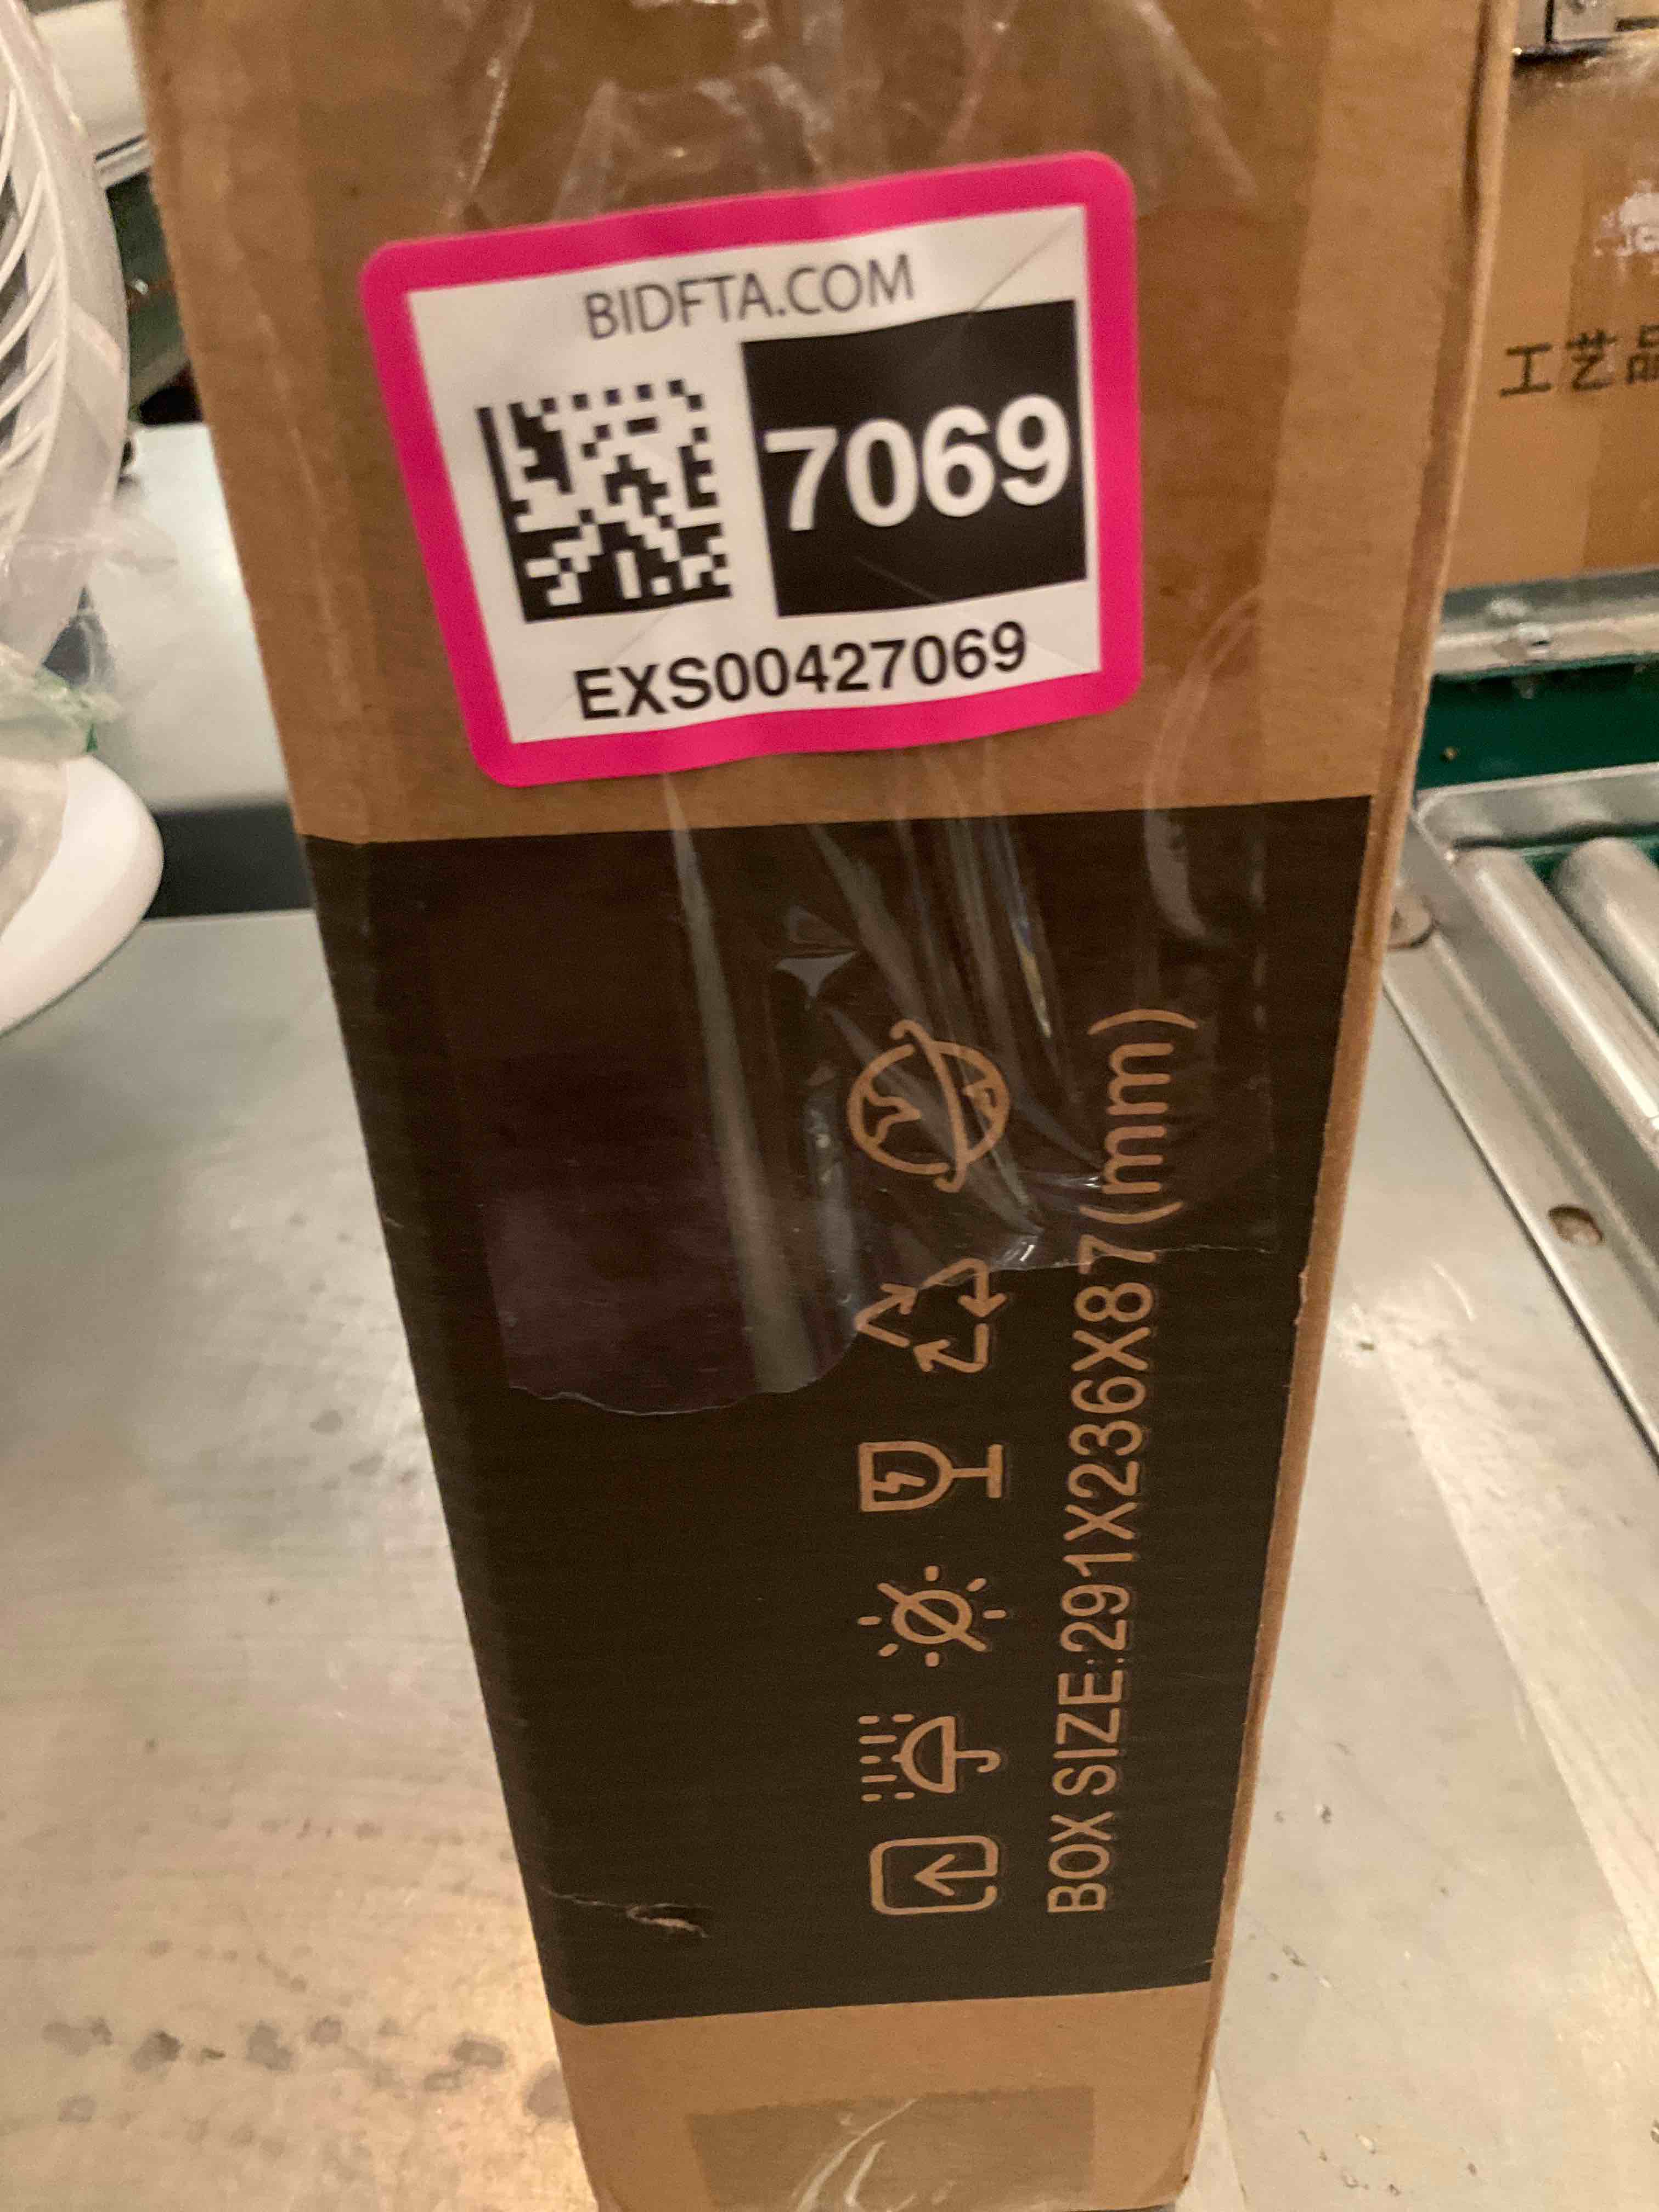 BIDFTA.COM
7069
EXS00427069
BOX SIZE:291X236X87(mm)
工艺品